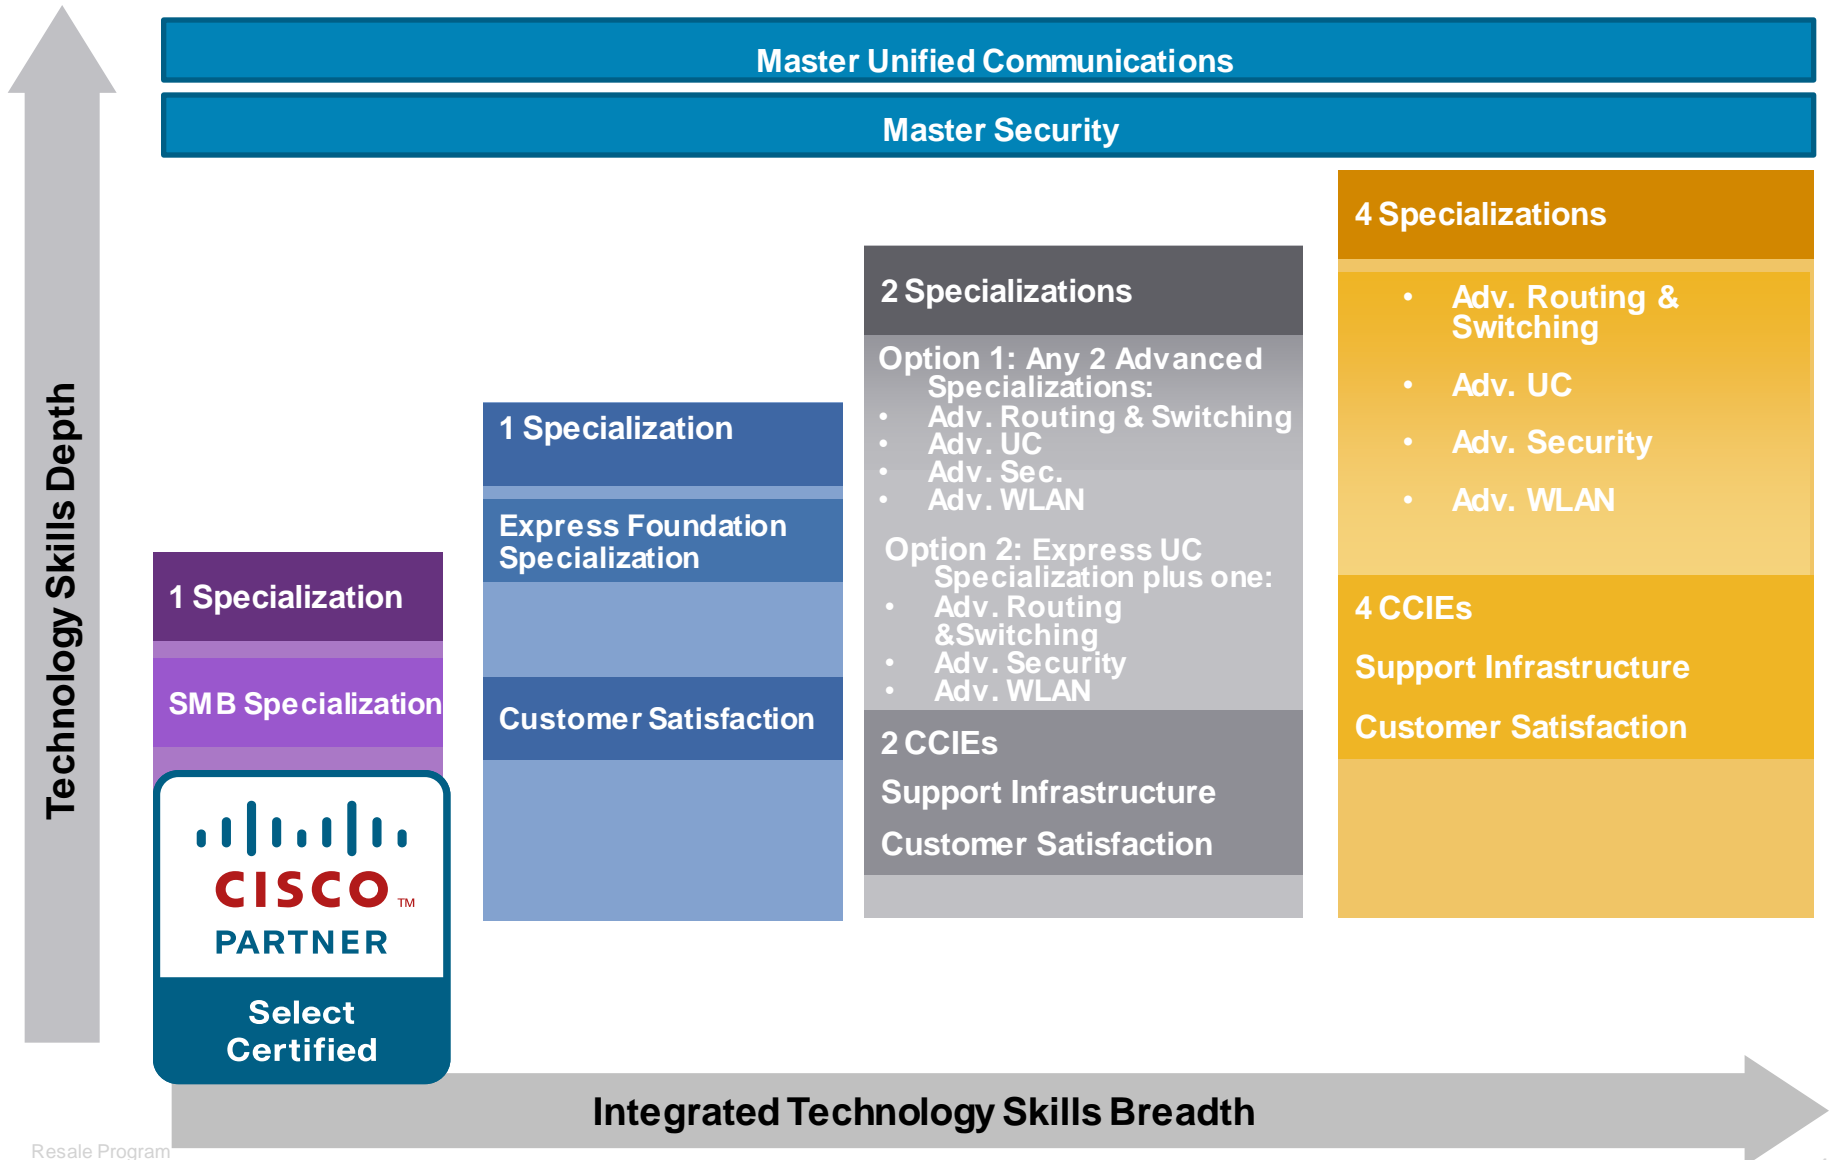 Master Unified Communications
Master Security
Technology Skills Depth
1 Specialization
SMB Specialization
CISCO TM
PARTNER
Select
Certified
1 Specialization
Express Foundation
Specialization
Customer Satisfaction
2 Specializations
Option 1: Any 2 Advanced
Specializations:
• Adv. Routing & Switching
• Adv. UC
• Adv. Sec.
• Adv. WLAN
Option 2: Express UC
Specialization plus one:
• Adv. Routing
&Switching
• Adv. Security
• Adv. WLAN
2 CCIEs
Support Infrastructure
Customer Satisfaction
4 Specializations
• Adv. Routing &
Switching
• Adv. UC
• Adv. Security
• Adv. WLAN
4 CCIEs
Support Infrastructure
Customer Satisfaction
Integrated Technology Skills Breadth
Resale Program